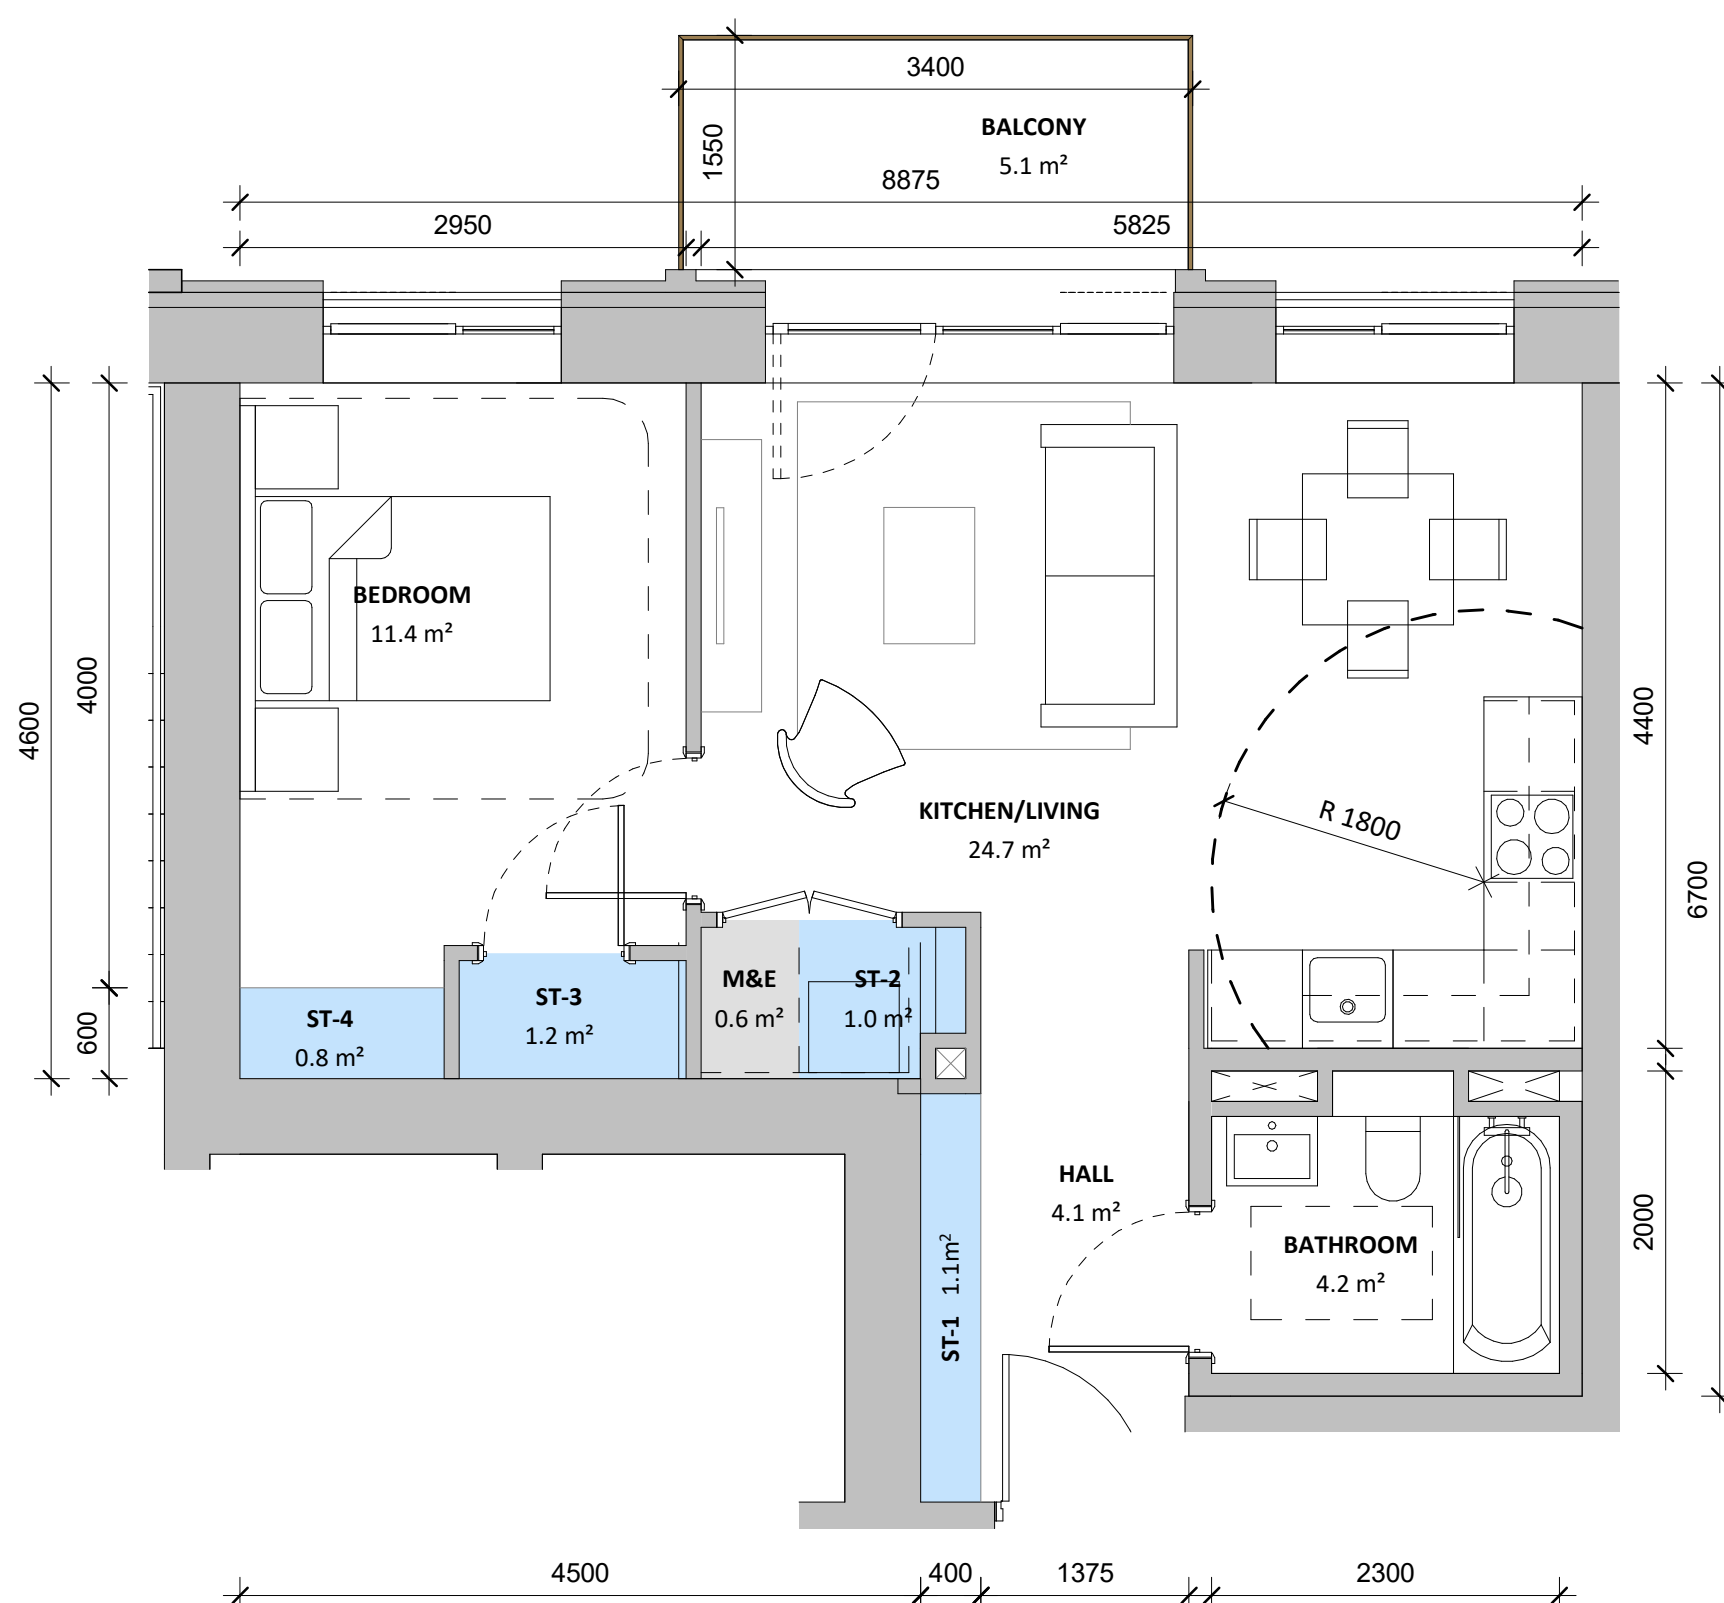 3400
1550
BALCONY
5.1 m²
8875
2950
5825
BEDROOM
11.4 m²
4600
4000
600
4400
6700
2000
KITCHEN/LIVING
24.7 m²
R 1800
ST-4
0.8 m²
ST-3
1.2 m²
M&E
0.6 m²
ST-2
1.0 m²
HALL
4.1 m²
ST-1 1.1m²
BATHROOM
4.2 m²
4500
400
1375
2300